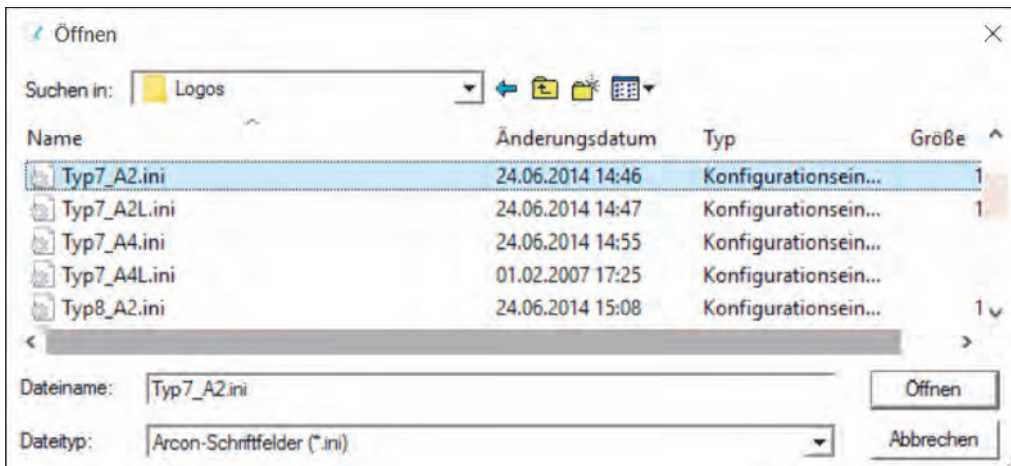 Öffnen
Suchen in: Logos
Name Änderungsdatum Typ Größe
Typ7_A2.ini 24.06.2014 14:46 Konfigurationsein... 1
Typ7_A2L.ini 24.06.2014 14:47 Konfigurationsein... 1
Typ7_A4.ini 24.06.2014 14:55 Konfigurationsein...
Typ7_A4L.ini 01.02.2007 17:25 Konfigurationsein...
Typ8_A2.ini 24.06.2014 15:08 Konfigurationsein... 1
Dateiname: Typ7_A2.ini Öffnen
Dateityp: Arcon-Schriftfelder (*.ini) Abbrechen